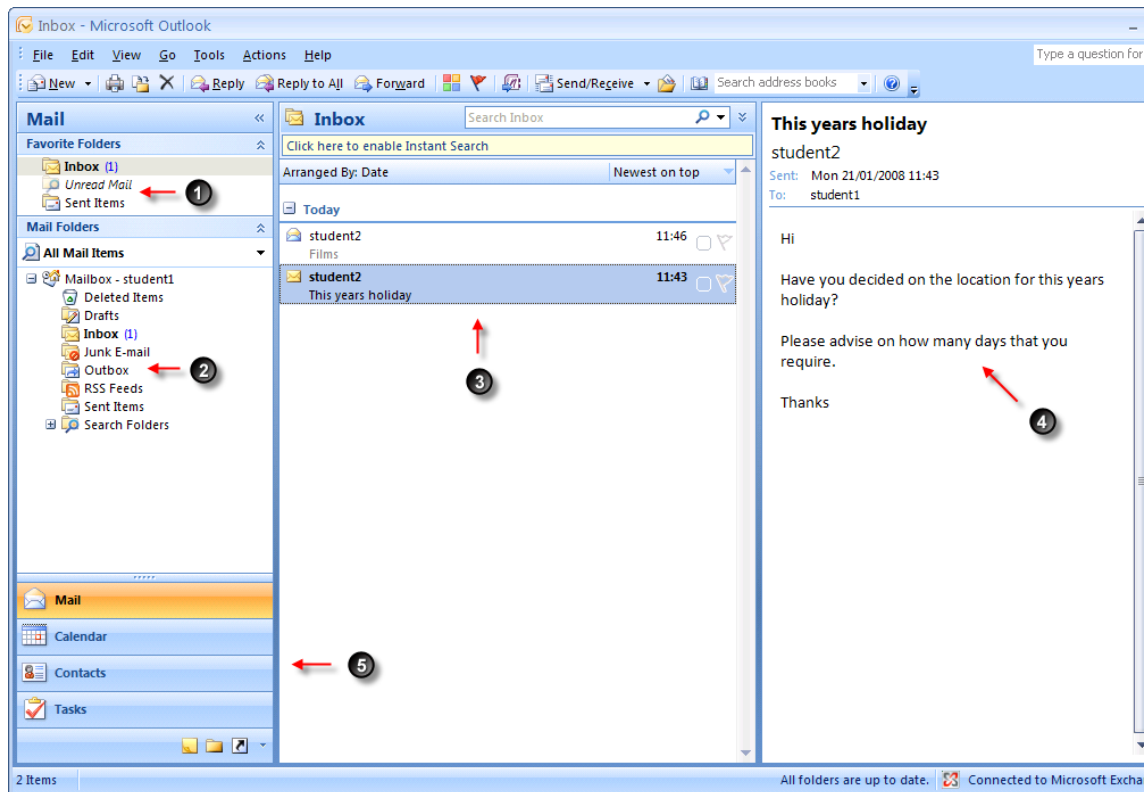 Inbox - Microsoft Outlook
File Edit View Go Tools Actions Help
Type a question for
New Reply Reply to All Forward Send/Receive Search address books
Mail
Favorite Folders
Inbox (1)
Unread Mail
1
Sent Items
Mail Folders
All Mail Items
Mailbox - student1
Deleted Items
Drafts
Inbox (1)
Junk E-mail
Outbox
2
RSS Feeds
Sent Items
Search Folders
Mail
Calendar
Contacts
Tasks
Inbox
Search Inbox
Click here to enable Instant Search
Arranged By: Date Newest on top
Today
student2 11:46
Films
student2 11:43
This years holiday
3
5
This years holiday
student2
Sent: Mon 21/01/2008 11:43
To: student1
Hi
Have you decided on the location for this years
holiday?
Please advise on how many days that you
require.
Thanks
4
2 Items
All folders are up to date. Connected to Microsoft Excha